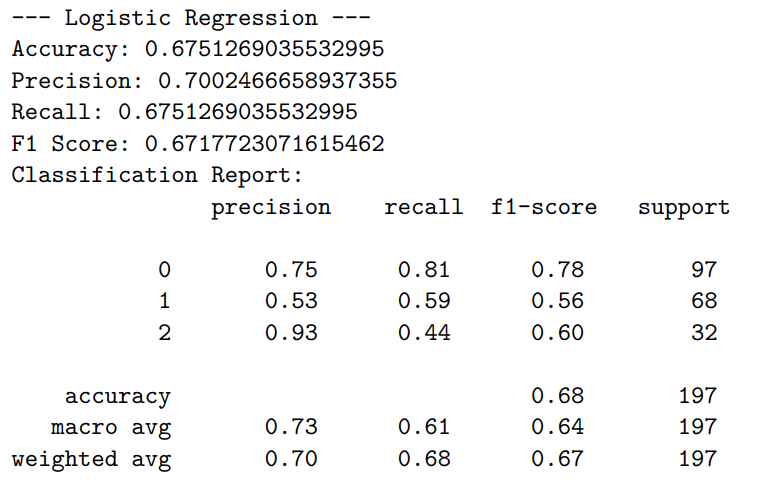 --- Logistic Regression ---
Accuracy: 0.6751269035532995
Precision: 0.7002466658937355
Recall: 0.6751269035532995
F1 Score: 0.6717723071615462
Classification Report:
precision recall f1-score support
0 0.75 0.81 0.78 97
1 0.53 0.59 0.56 68
2 0.93 0.44 0.60 32
accuracy 0.68 197
macro avg 0.73 0.61 0.64 197
weighted avg 0.70 0.68 0.67 197